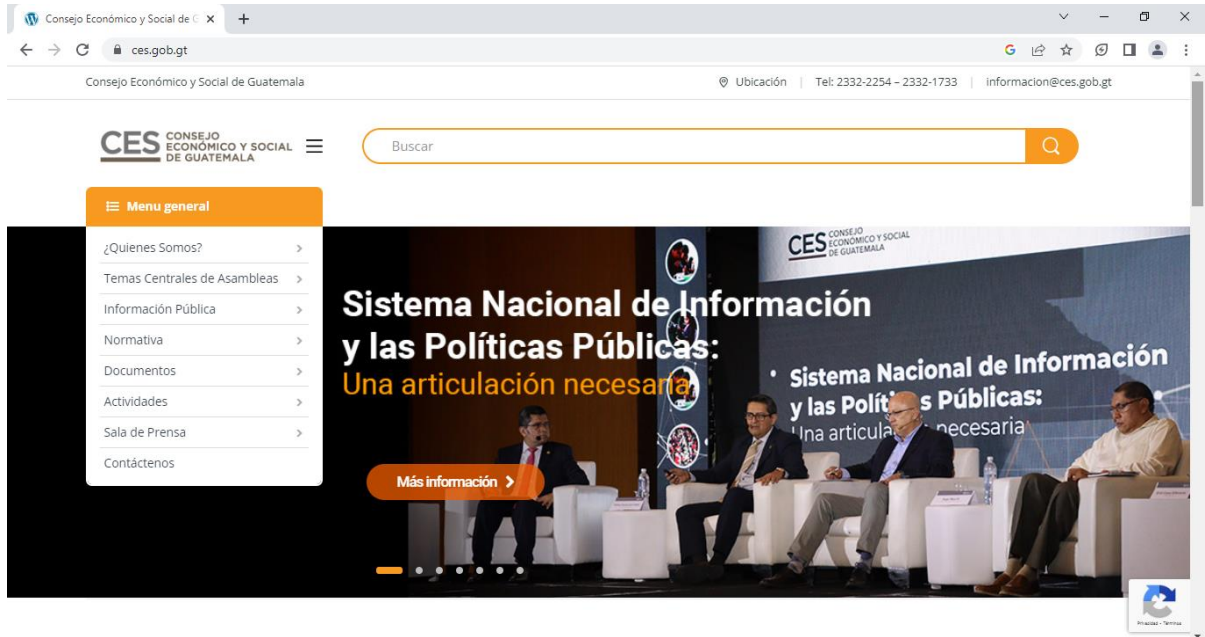 Consejo Económico y Social de G
ces.gob.gt
Consejo Económico y Social de Guatemala
Ubicación | Tel: 2332-2254 – 2332-1733 | informacion@ces.gob.gt
CES CONSEJO
ECONÓMICO Y SOCIAL
DE GUATEMALA
Buscar
Menu general
¿Quienes Somos?
Temas Centrales de Asambleas
Información Pública
Normativa
Documentos
Actividades
Sala de Prensa
Contáctenos
Sistema Nacional de Información
y las Políticas Públicas:
Una articulación necesaria
Más información
CES CONSEJO
ECONÓMICO Y SOCIAL
DE GUATEMALA
Sistema Nacional de Información
y las Políticas Públicas:
Una articulación necesaria
Privacidad - Términos